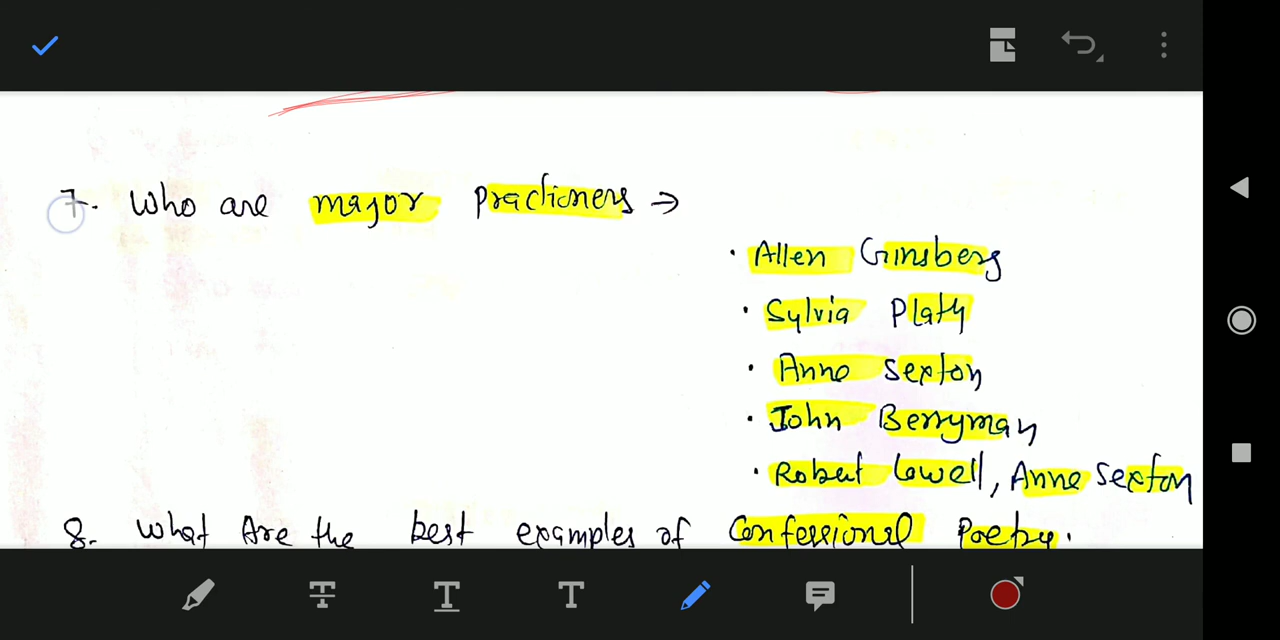 7. Who are major Practioners →
· Allen Ginsberg
· Sylvia Plath
· Anne Sexton
· John Berryman
· Robert Lowell, Anne Sexton
8. What Are the best examples of Confessional Poetry.